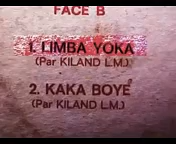 FACE B
1. LIMBA YOKA
(Par KILAND L.M.)
2. KAKA BOYE
(Par KILAND L.M.)